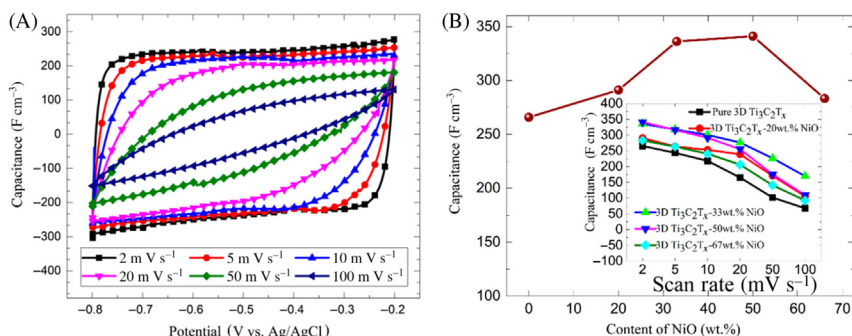 (A)
Capacitance (F cm⁻³)
300
200
100
0
−100
−200
−300
−400
2 m V s⁻¹ 5 m V s⁻¹ 10 m V s⁻¹
20 m V s⁻¹ 50 m V s⁻¹ 100 m V s⁻¹
−0.8 −0.7 −0.6 −0.5 −0.4 −0.3 −0.2
Potential (V vs. Ag/AgCl)
(B)
Capacitance (F cm⁻³)
350
325
300
275
250
225
200
175
150
125
100
0 10 20 30 40 50 60 70
Content of NiO (wt.%)
Capacitance (F cm⁻³)
400
350
300
250
200
150
100
50
0
−50
−100
Pure 3D Ti₃C₂Tₓ
3D Ti₃C₂Tₓ-20wt.% NiO
3D Ti₃C₂Tₓ-33wt.% NiO
3D Ti₃C₂Tₓ-50wt.% NiO
3D Ti₃C₂Tₓ-67wt.% NiO
2 5 10 20 50 100
Scan rate (mV s⁻¹)